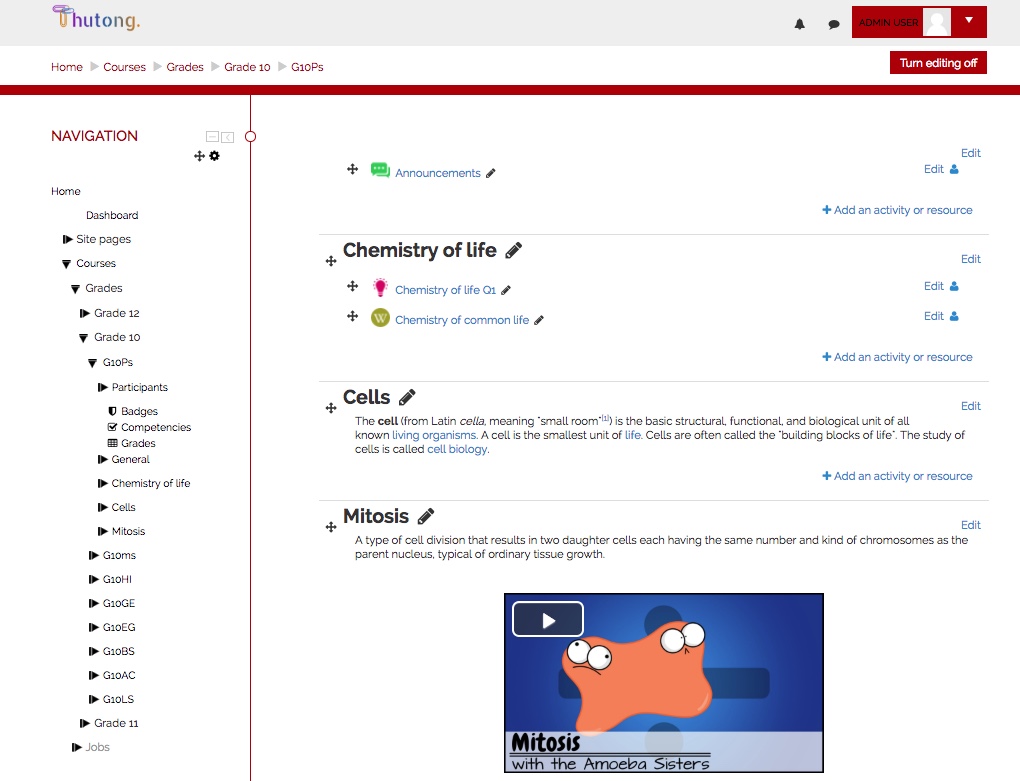 Thutong.
ADMIN USER
Home Courses Grades Grade 10 G10Ps
Turn editing off
NAVIGATION
Home
Dashboard
Site pages
Courses
Grades
Grade 12
Grade 10
G10Ps
Participants
Badges
Competencies
Grades
General
Chemistry of life
Cells
Mitosis
G10ms
G10HI
G10GE
G10EG
G10BS
G10AC
G10LS
Grade 11
Jobs
Edit
Announcements Edit
Add an activity or resource
Chemistry of life Edit
Chemistry of life Q1 Edit
W Chemistry of common life Edit
Add an activity or resource
Cells Edit
The cell (from Latin cella, meaning "small room"[1]) is the basic structural, functional, and biological unit of all
known living organisms. A cell is the smallest unit of life. Cells are often called the "building blocks of life". The study of
cells is called cell biology.
Add an activity or resource
Mitosis Edit
A type of cell division that results in two daughter cells each having the same number and kind of chromosomes as the
parent nucleus, typical of ordinary tissue growth.
Mitosis
with the Amoeba Sisters